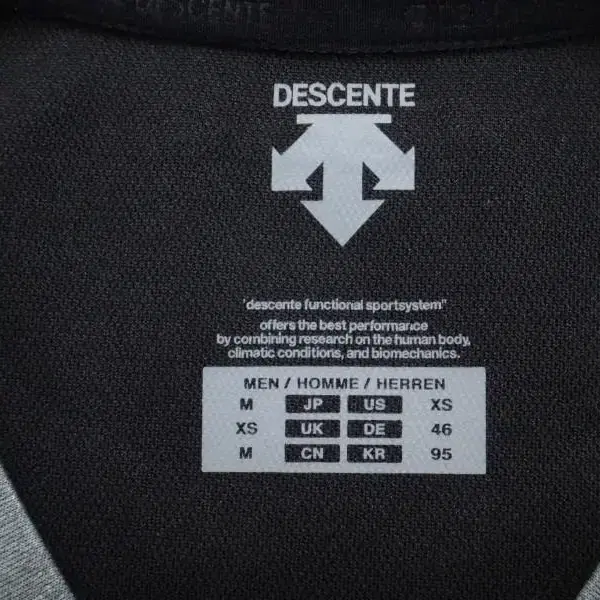 DESCENTE
DESCENTE
"descente functional sportsystem"
offers the best performance
by combining research on the human body,
climatic conditions, and biomechanics.
MEN / HOMME / HERREN
M JP US XS
XS UK DE 46
M CN KR 95